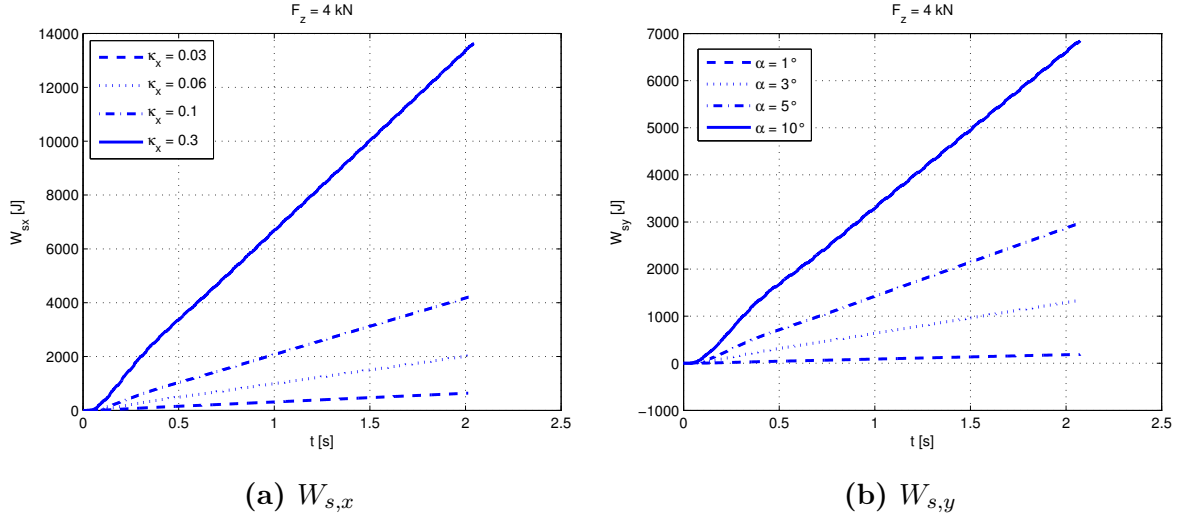 F_z = 4 kN
14000
12000
10000
8000
6000
4000
2000
0
κ_x = 0.03
κ_x = 0.06
κ_x = 0.1
κ_x = 0.3
W_sx [J]
0 0.5 1 1.5 2 2.5
t [s]
(a) W_s,x
F_z = 4 kN
7000
6000
5000
4000
3000
2000
1000
0
−1000
α = 1°
α = 3°
α = 5°
α = 10°
W_sy [J]
0 0.5 1 1.5 2 2.5
t [s]
(b) W_s,y